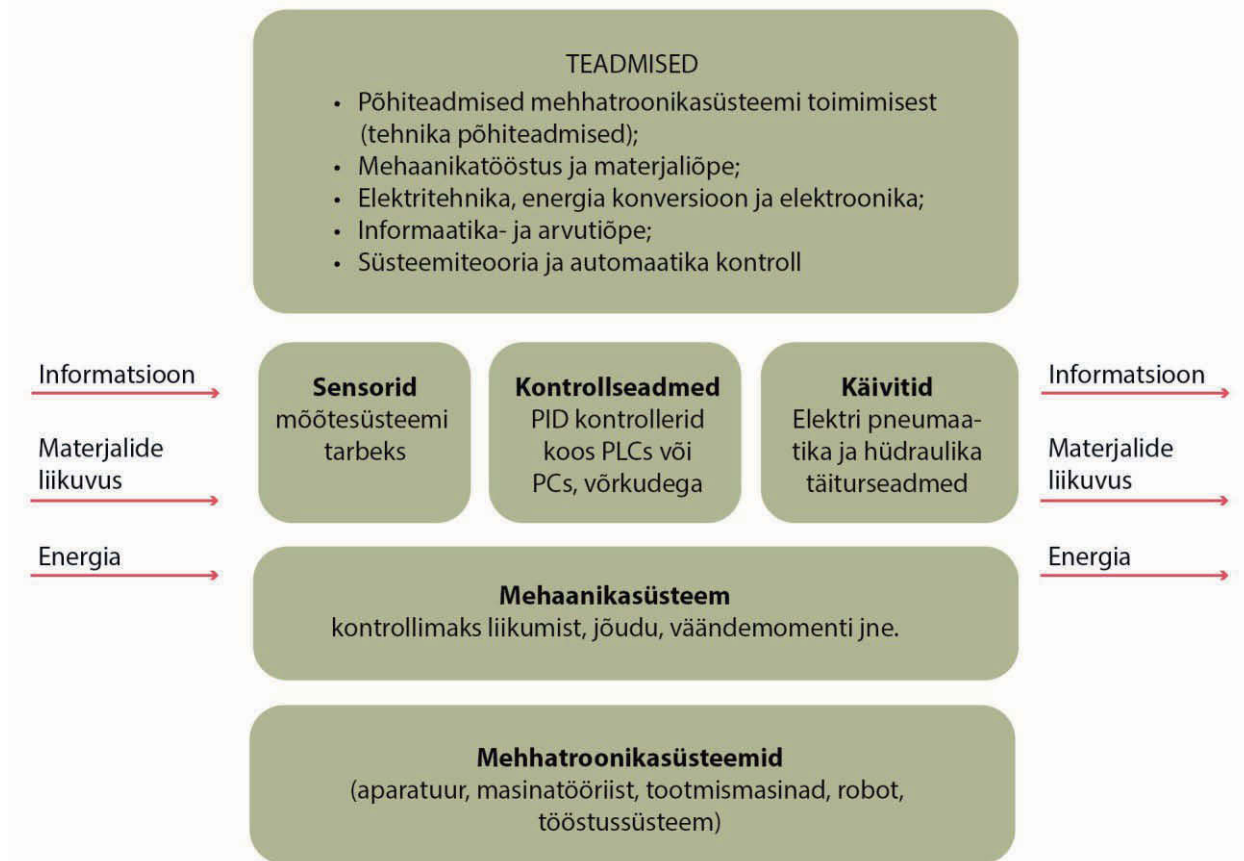 TEADMISED
• Põhiteadmised mehhatroonikasüsteemi toimimisest
(tehnika põhiteadmised);
• Mehaanikatööstus ja materjaliõpe;
• Elektritehnika, energia konversioon ja elektroonika;
• Informaatika- ja arvutiõpe;
• Süsteemiteooria ja automaatika kontroll
Informatsioon
Materjalide
liikuvus
Energia
Sensorid
mõõtesüsteemi
tarbeks
Kontrollseadmed
PID kontrollerid
koos PLCs või
PCs, võrkudega
Käivitid
Elektri pneumaa-
tika ja hüdraulika
täiturseadmed
Informatsioon
Materjalide
liikuvus
Energia
Mehaanikasüsteem
kontrollimaks liikumist, jõudu, väändemomenti jne.
Mehhatroonikasüsteemid
(aparatuur, masinatööriist, tootmismasinad, robot,
tööstussüsteem)